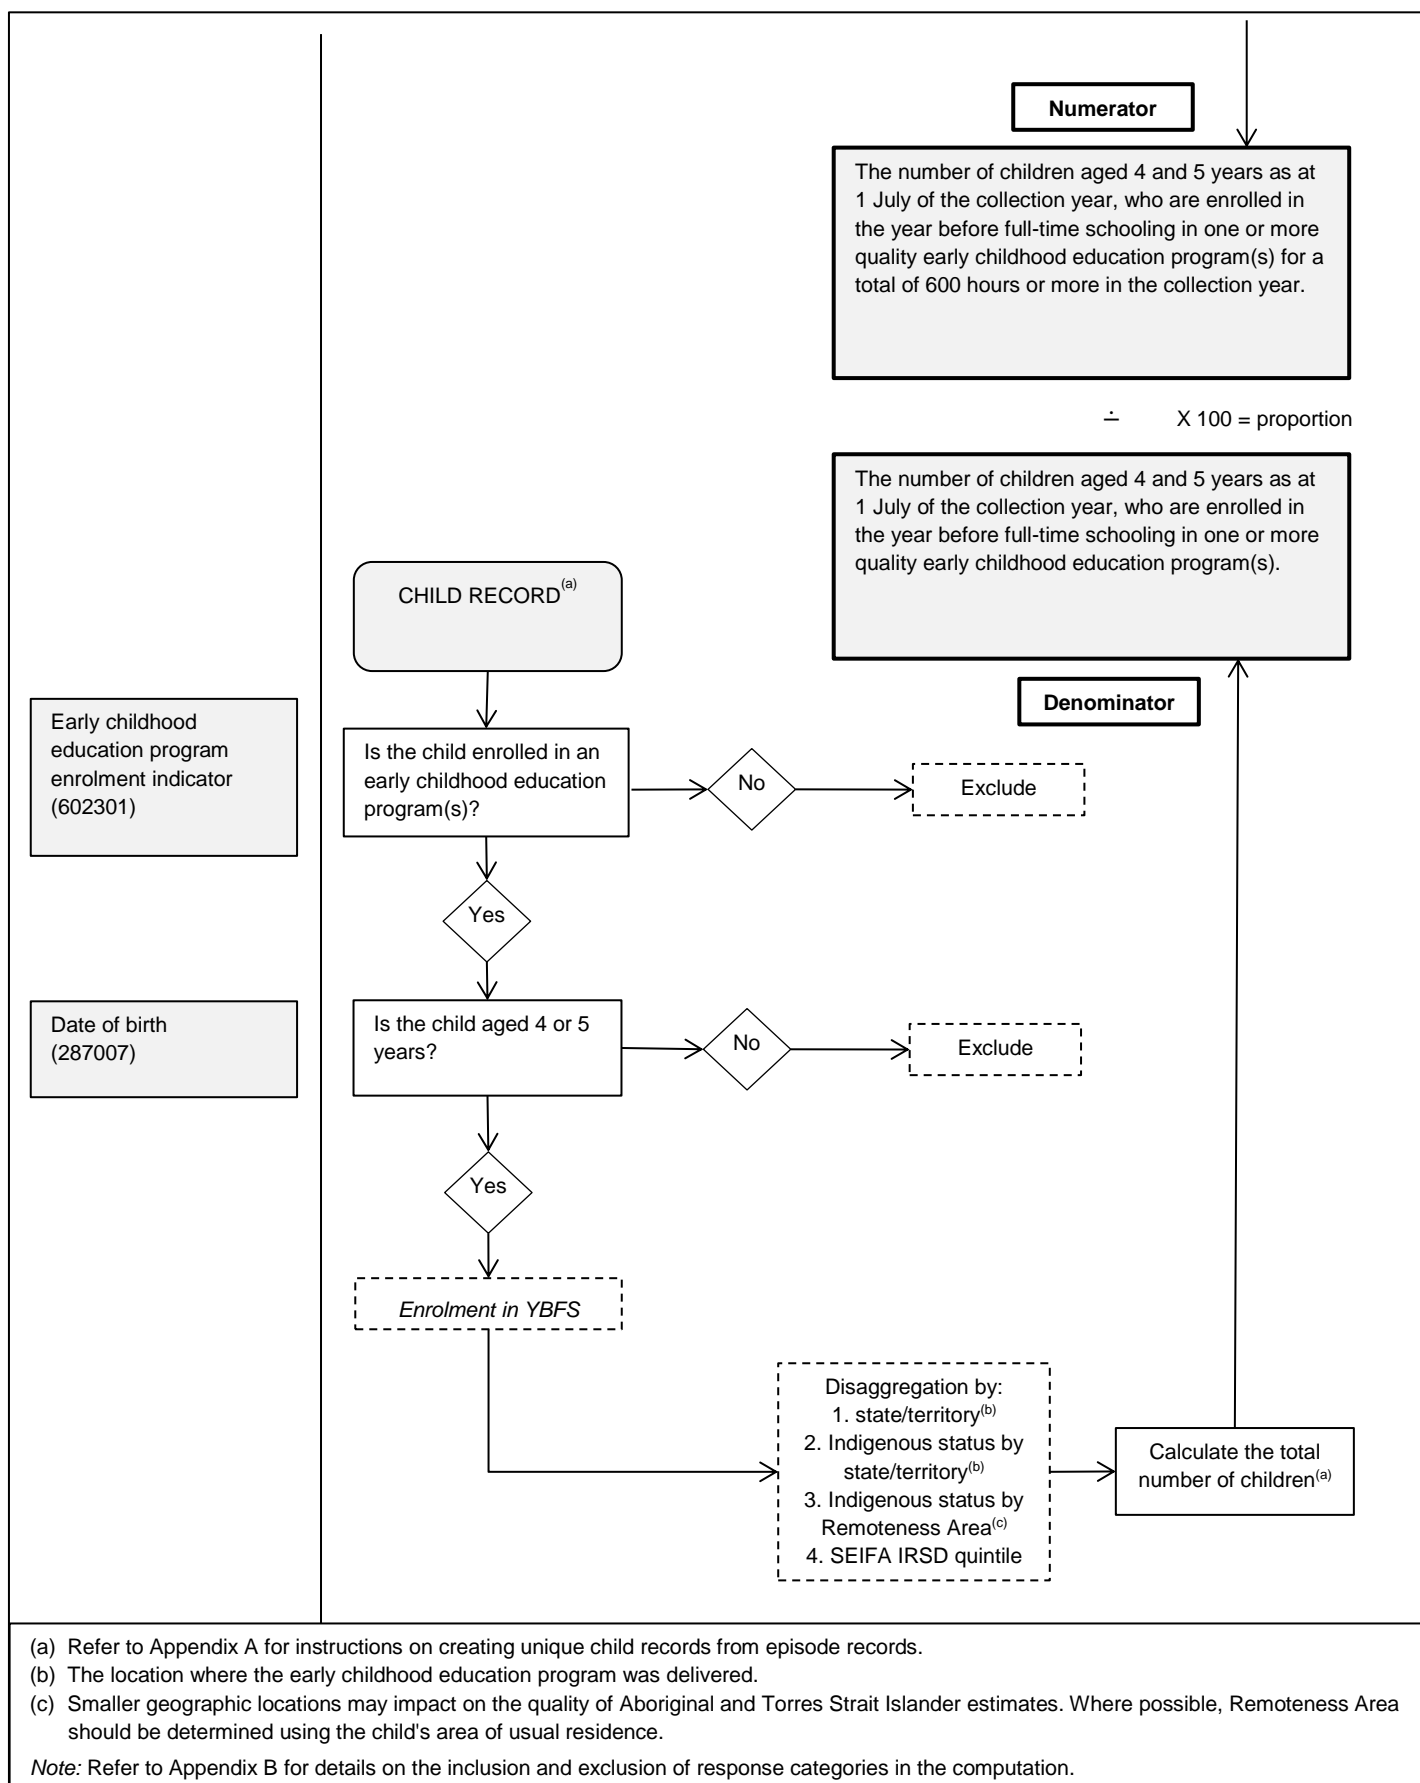 Numerator
The number of children aged 4 and 5 years as at
1 July of the collection year, who are enrolled in
the year before full-time schooling in one or more
quality early childhood education program(s) for a
total of 600 hours or more in the collection year.
÷ X 100 = proportion
The number of children aged 4 and 5 years as at
1 July of the collection year, who are enrolled in
the year before full-time schooling in one or more
quality early childhood education program(s).
Denominator
CHILD RECORD(a)
Early childhood
education program
enrolment indicator
(602301)
Is the child enrolled in an
early childhood education
program(s)?
No
Exclude
Yes
Date of birth
(287007)
Is the child aged 4 or 5
years?
No
Exclude
Yes
Enrolment in YBFS
Disaggregation by:
1. state/territory(b)
2. Indigenous status by
state/territory(b)
3. Indigenous status by
Remoteness Area(c)
4. SEIFA IRSD quintile
Calculate the total
number of children(a)
(a) Refer to Appendix A for instructions on creating unique child records from episode records.
(b) The location where the early childhood education program was delivered.
(c) Smaller geographic locations may impact on the quality of Aboriginal and Torres Strait Islander estimates. Where possible, Remoteness Area
should be determined using the child's area of usual residence.
Note: Refer to Appendix B for details on the inclusion and exclusion of response categories in the computation.